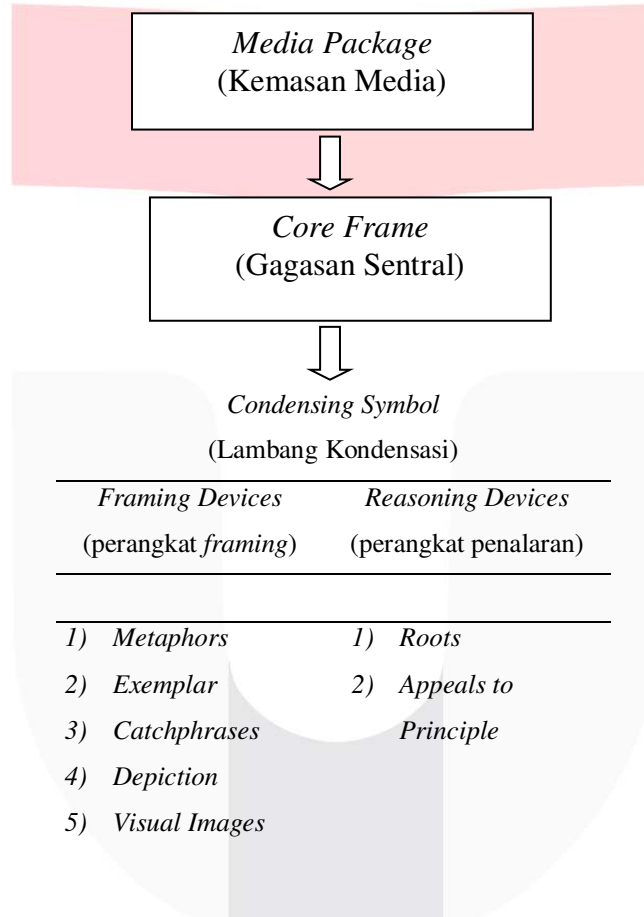 Media Package
(Kemasan Media)
Core Frame
(Gagasan Sentral)
Condensing Symbol
(Lambang Kondensasi)
Framing Devices Reasoning Devices
(perangkat framing) (perangkat penalaran)
1) Metaphors 1) Roots
2) Exemplar 2) Appeals to
3) Catchphrases Principle
4) Depiction
5) Visual Images